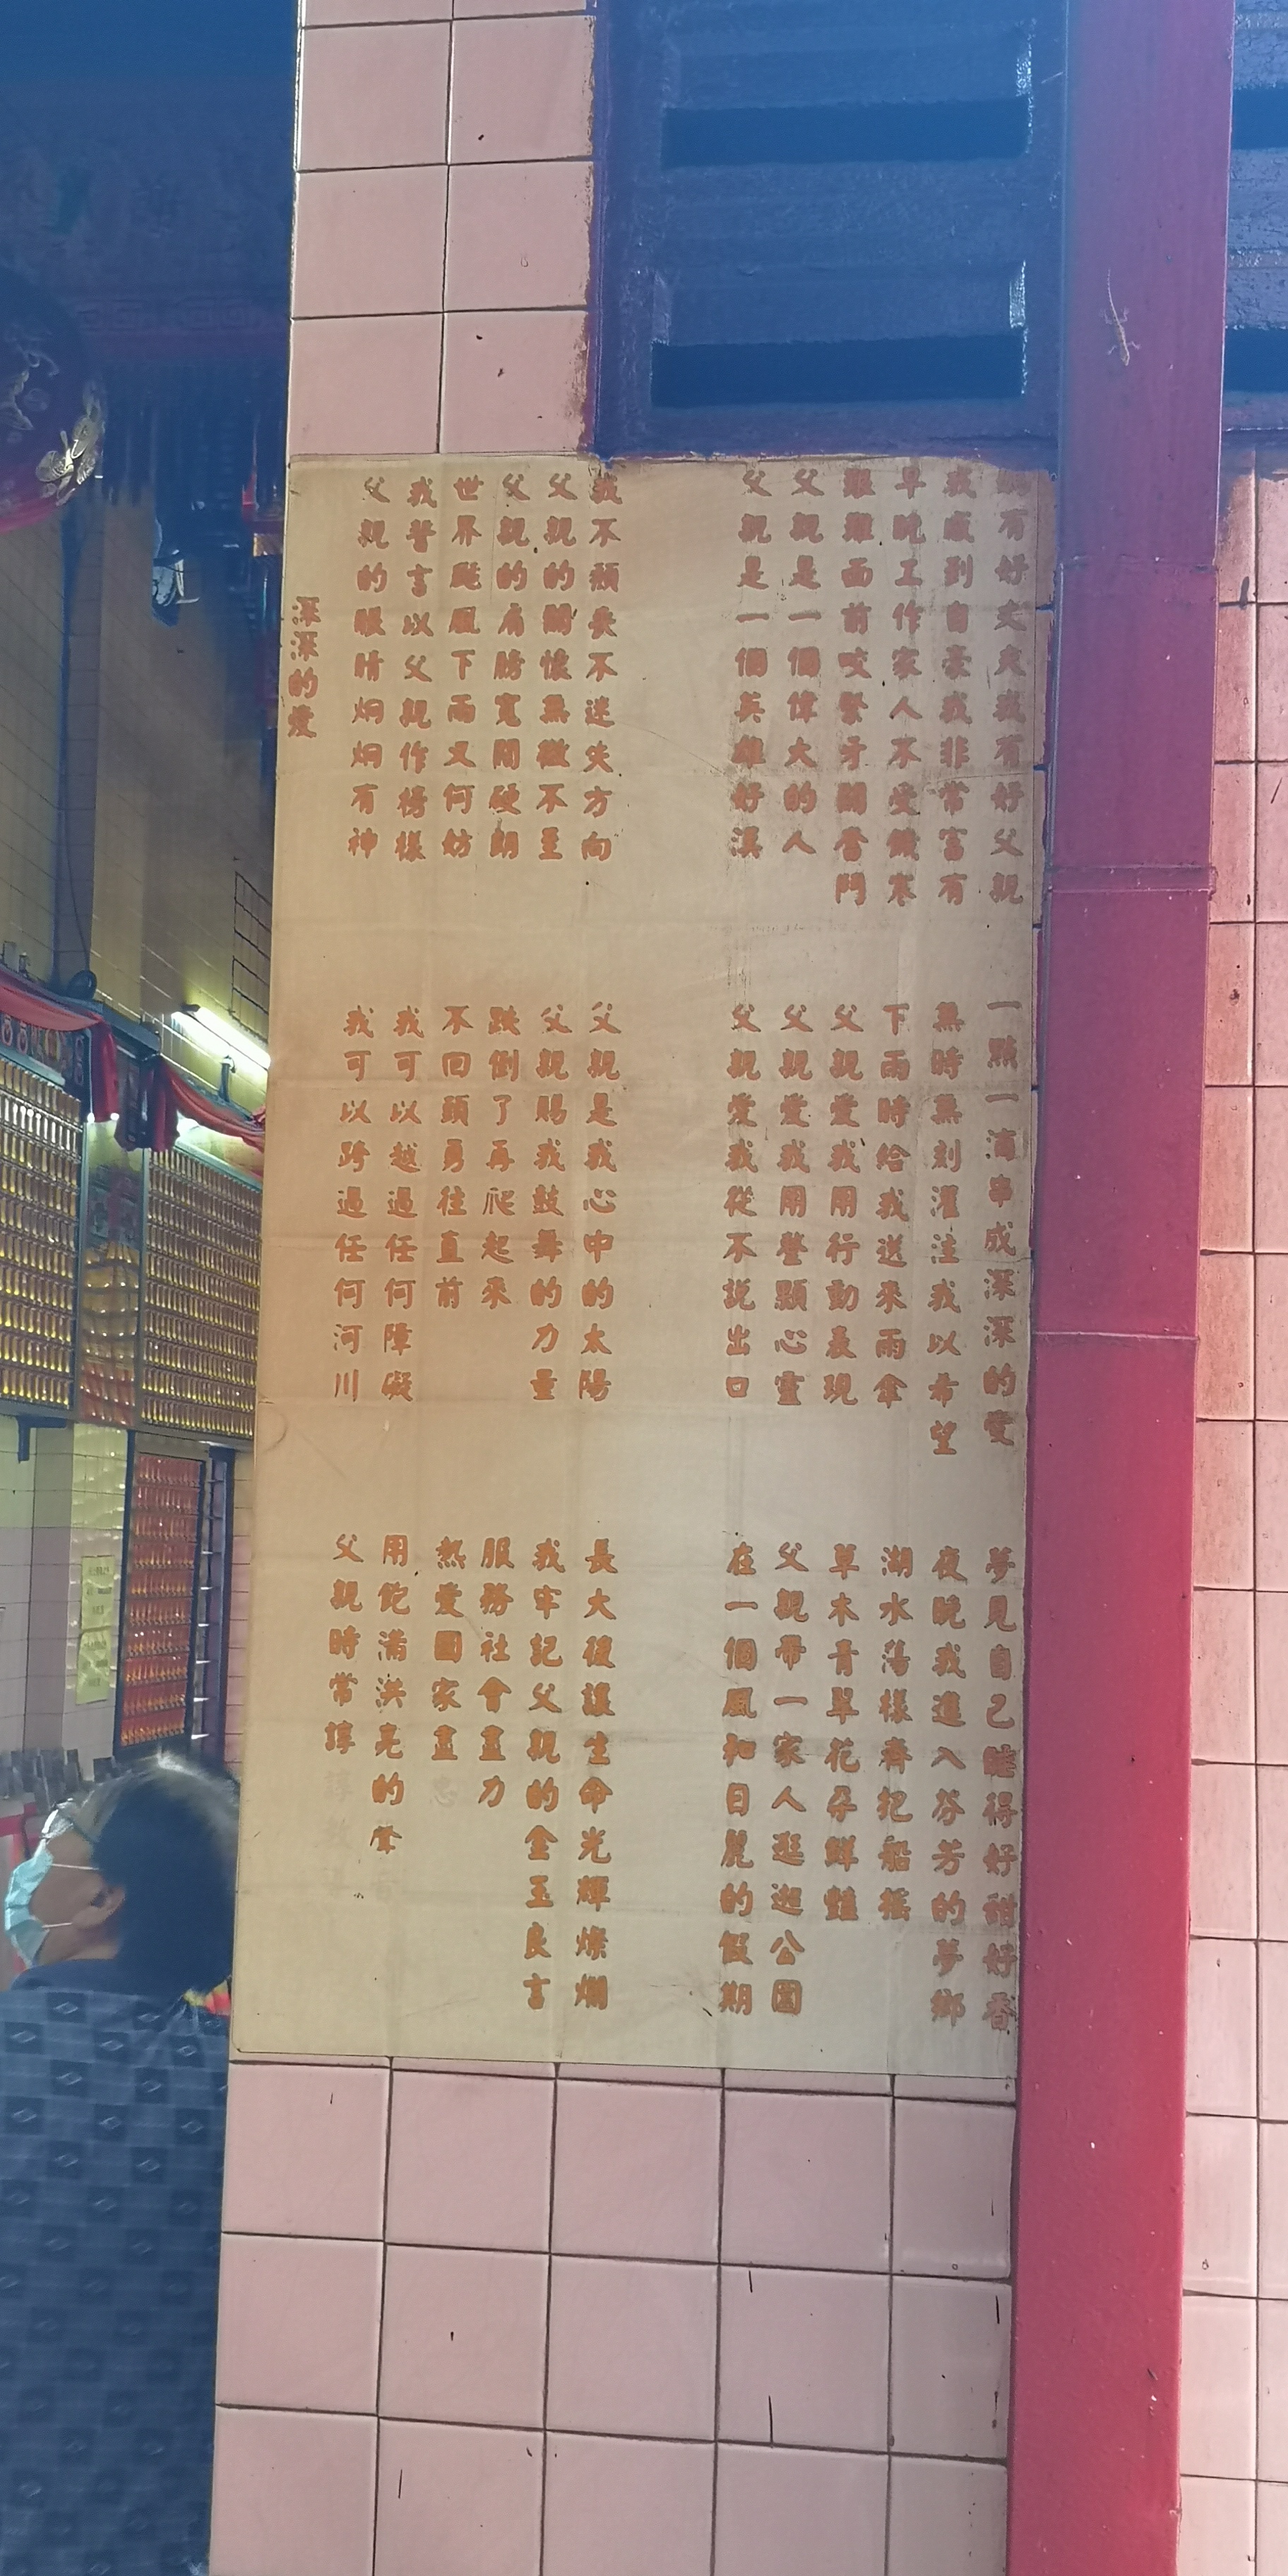 深深的愛
父親的眼睛炯炯有神
我誓言以父親作榜樣
世界颳風下雨又何妨
父親的肩膀寬闊硬朗
父親的關懷無微不至
我不頹喪不迷失方向
我可以跨過任何河川
我可以越過任何障礙
不回頭勇往直前
跌倒了再爬起來
父親賜我鼓舞的力量
父親是我心中的太陽
父親時常諄諄教導
用飽滿洪亮的聲音
熱愛國家盡忠
服務社會盡力
我牢記父親的金玉良言
長大後讓生命光輝燦爛
父親是一個英雄好漢
父親是一個偉大的人
艱難面前咬緊牙關奮鬥
早晚工作家人不受饑寒
我感到自豪我非常富有
有好丈夫我有好父親
父親愛我從不說出口
父親愛我用整顆心靈
父親愛我用行動表現
下雨時給我送來雨傘
無時無刻灌注我以希望
一點一滴串成深深的愛
在一個風和日麗的假期
父親帶一家人逛逛公園
草木青翠花朵鮮豔
湖水蕩樣齊把船搖
夜晚我進入芬芳的夢鄉
夢見自己睡得好甜好香